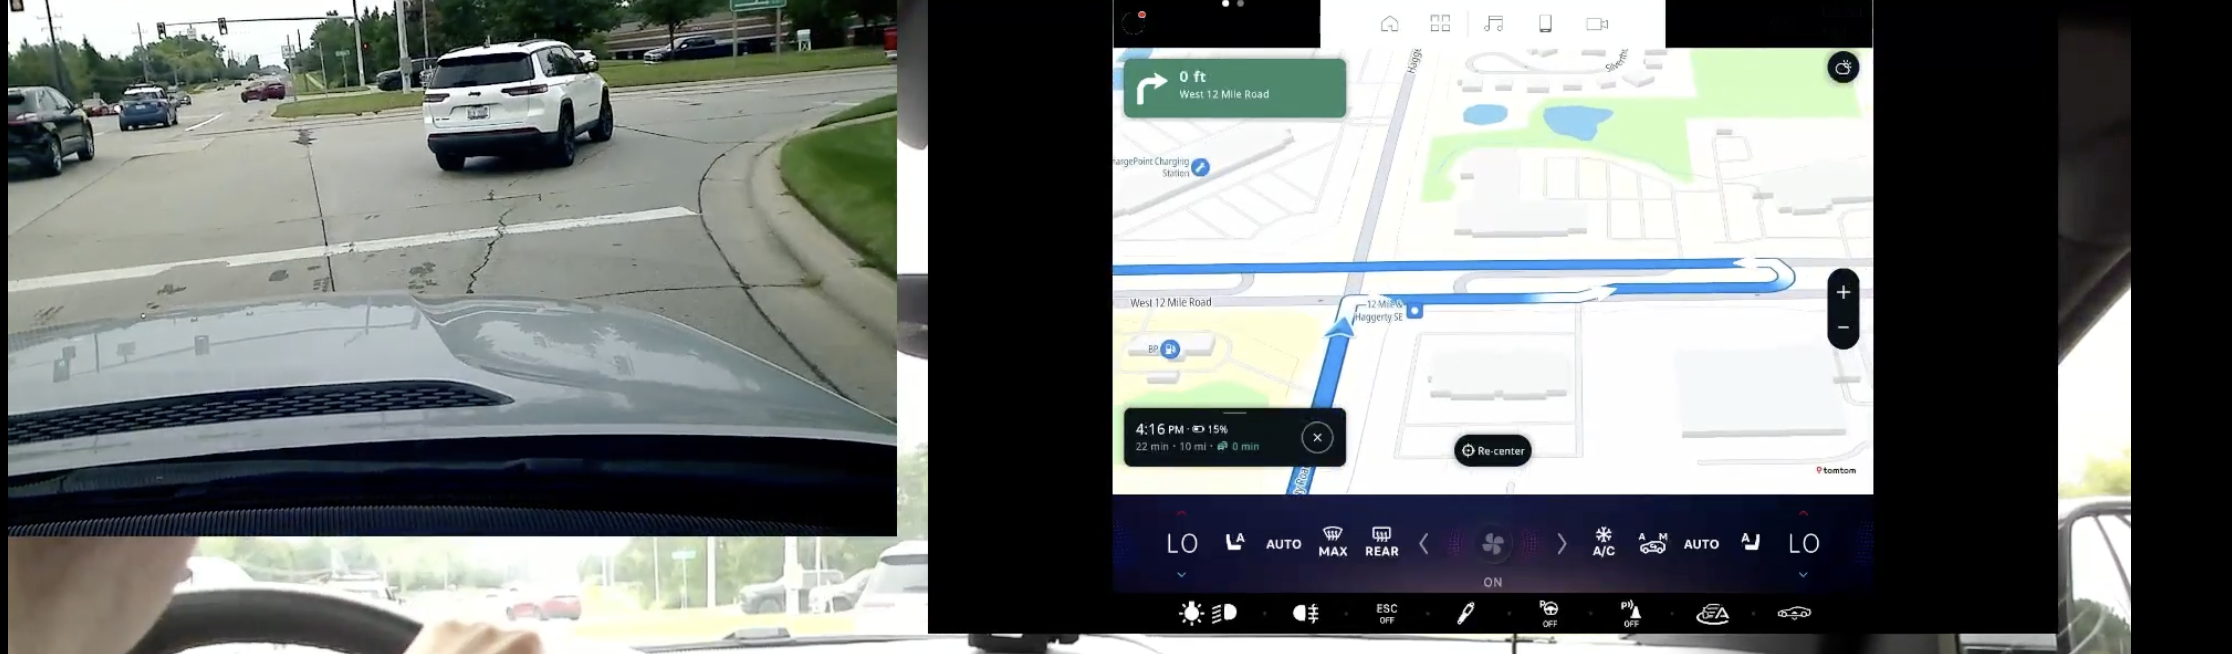 0 ft
West 12 Mile Road
argePoint Charging
Station
West 12 Mile Road
12 Mile &
Haggerty SE
BP
+
−
4:16 PM · 15%
22 min · 10 mi · 0 min
Re-center
tomtom
LO
A
AUTO
MAX
REAR
A/C
A M
AUTO
A
LO
ON
ESC
OFF
P
OFF
P
OFF
A